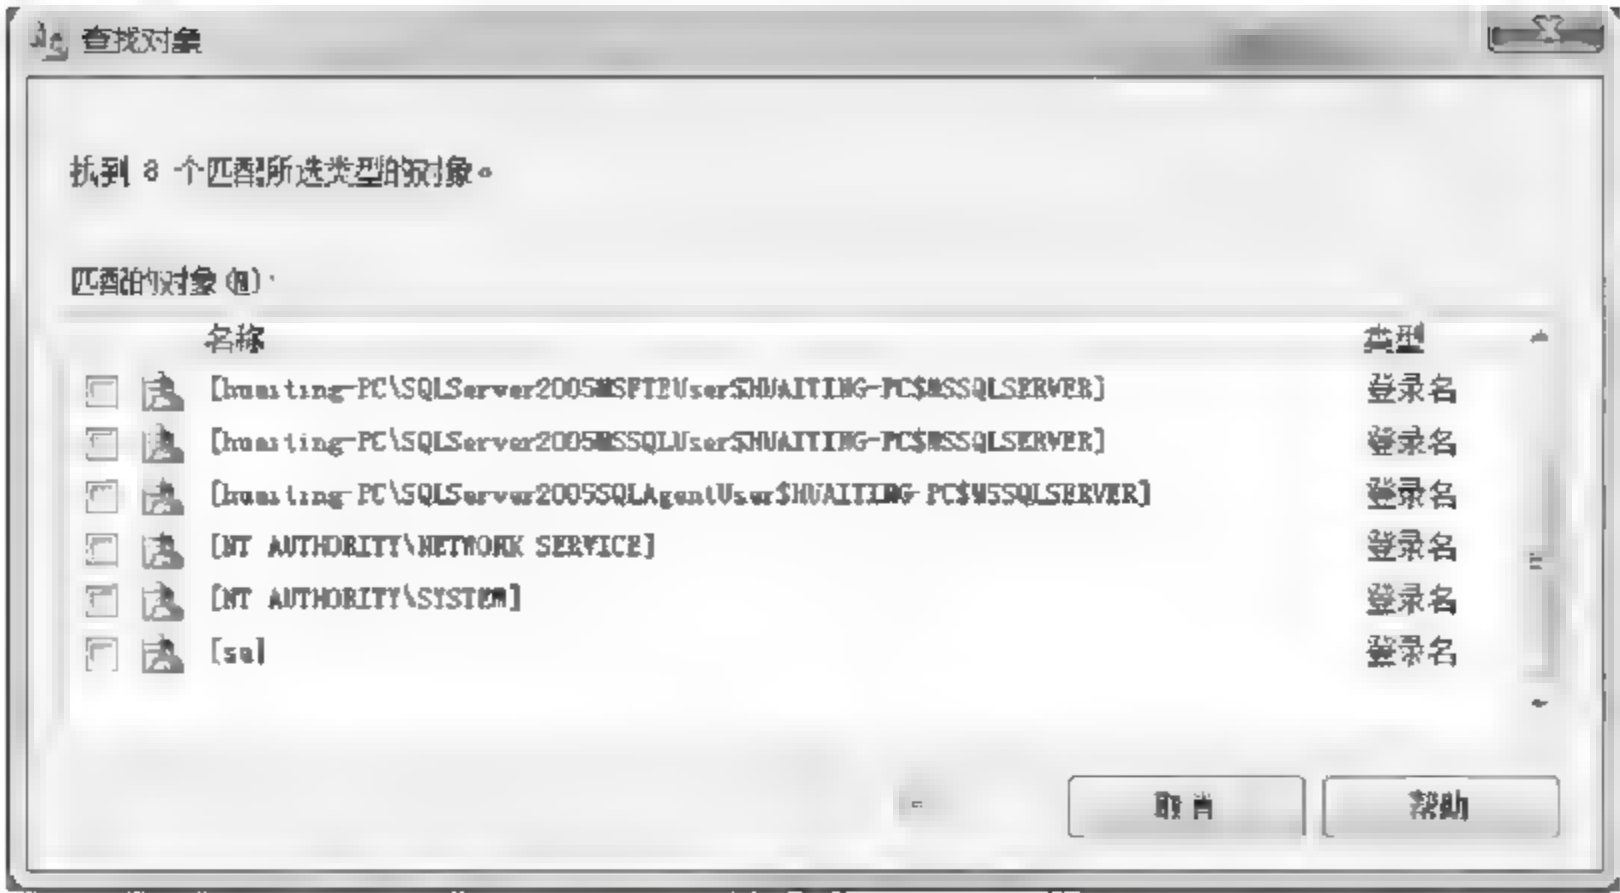 查找对象
找到 8 个匹配所选类型的对象。
匹配的对象(N):
名称 类型
[huaiting-PC\SQLServer2005MSFTEUser$HUAITING-PC$MSSQLSERVER] 登录名
[huaiting-PC\SQLServer2005MSSQLUser$HUAITING-PC$MSSQLSERVER] 登录名
[huaiting-PC\SQLServer2005SQLAgentUser$HUAITING-PC$MSSQLSERVER] 登录名
[NT AUTHORITY\NETWORK SERVICE] 登录名
[NT AUTHORITY\SYSTEM] 登录名
[sa] 登录名
取消 帮助